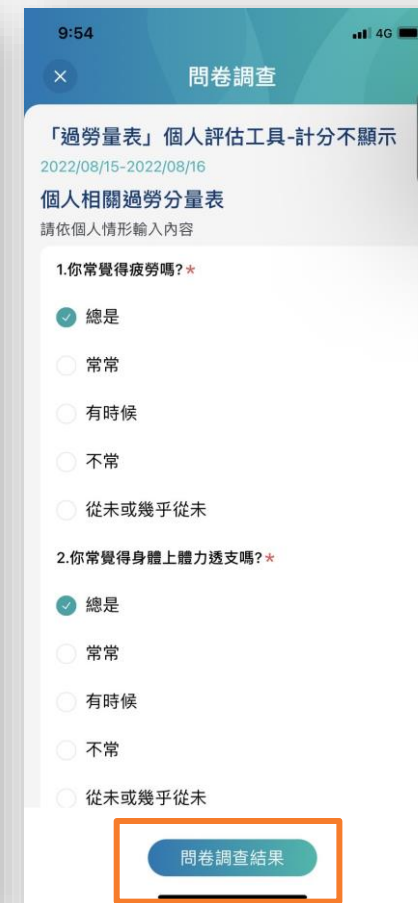 9:54
4G
問卷調查
「過勞量表」個人評估工具-計分不顯示
2022/08/15-2022/08/16
個人相關過勞分量表
請依個人情形輸入內容
1.你常覺得疲勞嗎?*
總是
常常
有時候
不常
從未或幾乎從未
2.你常覺得身體上體力透支嗎?*
總是
常常
有時候
不常
從未或幾乎從未
問卷調查結果